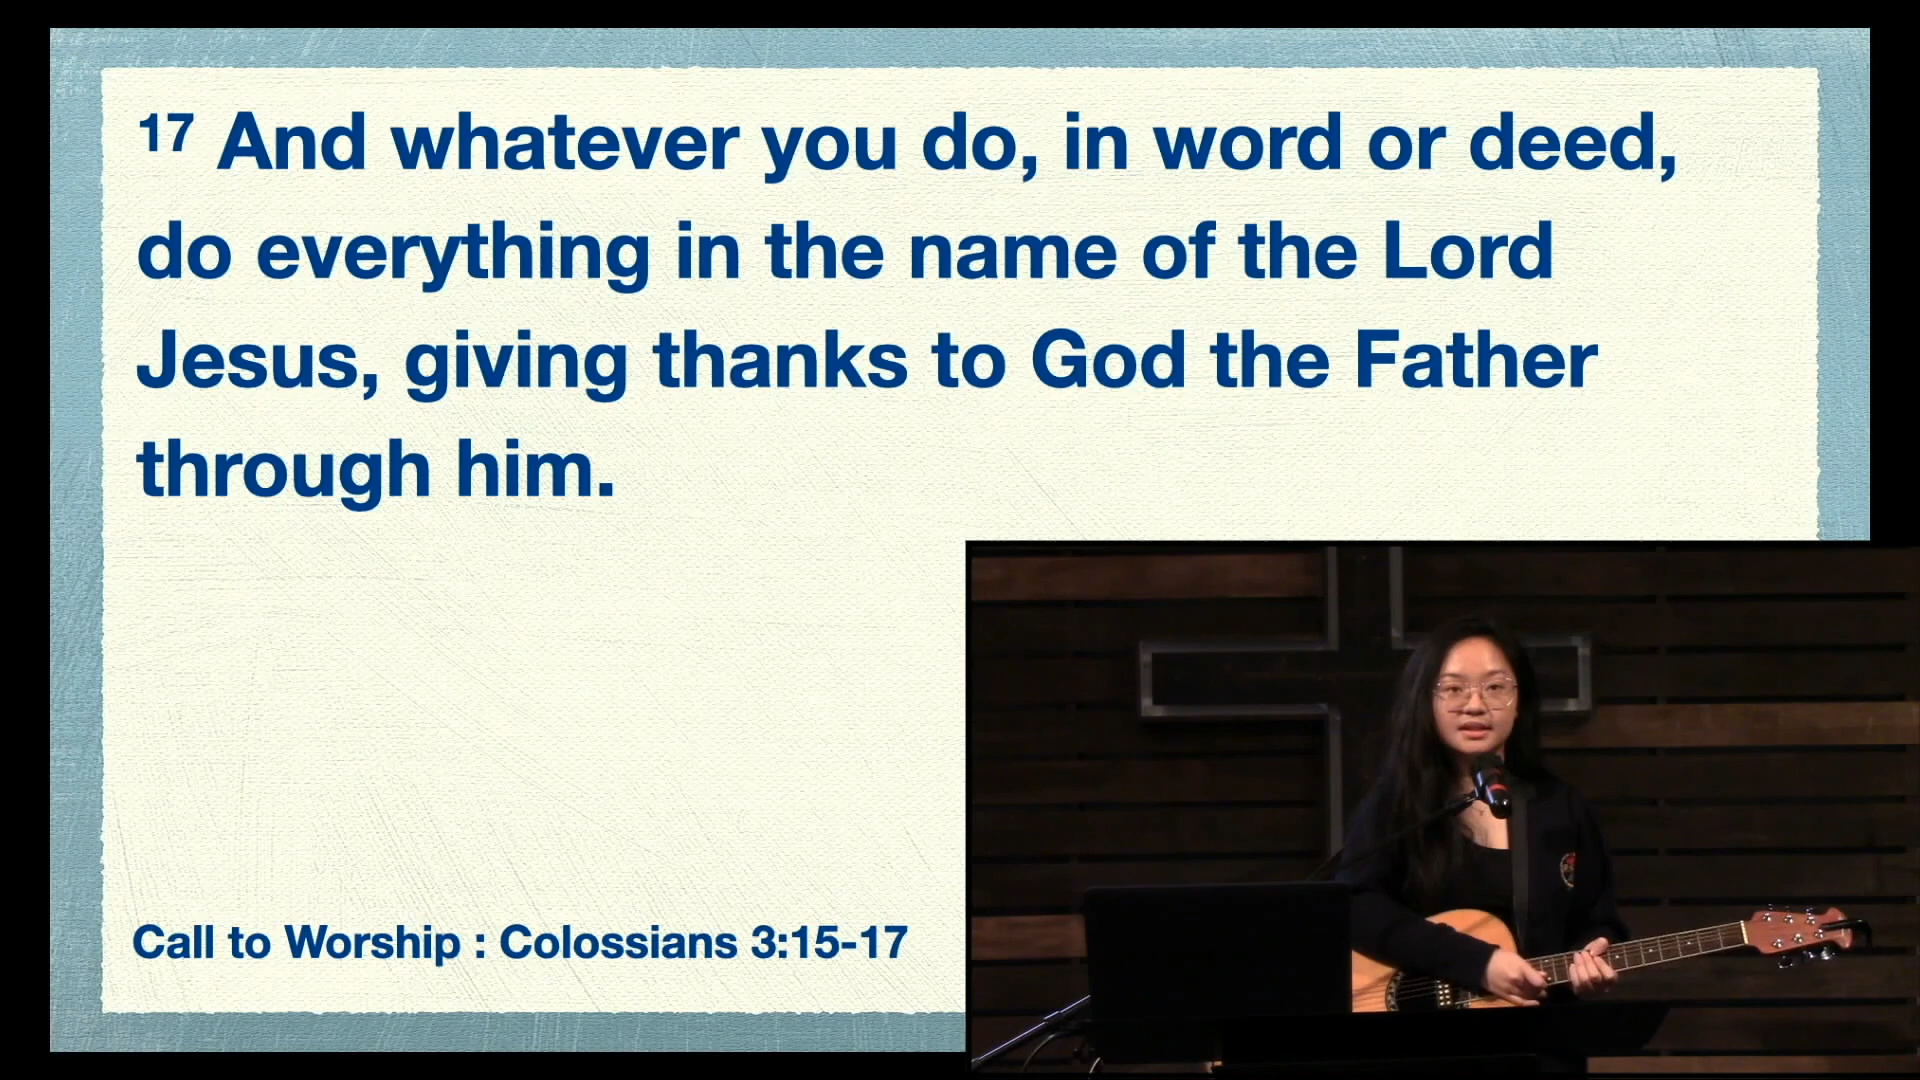 17 And whatever you do, in word or deed,
do everything in the name of the Lord
Jesus, giving thanks to God the Father
through him.
Call to Worship : Colossians 3:15-17